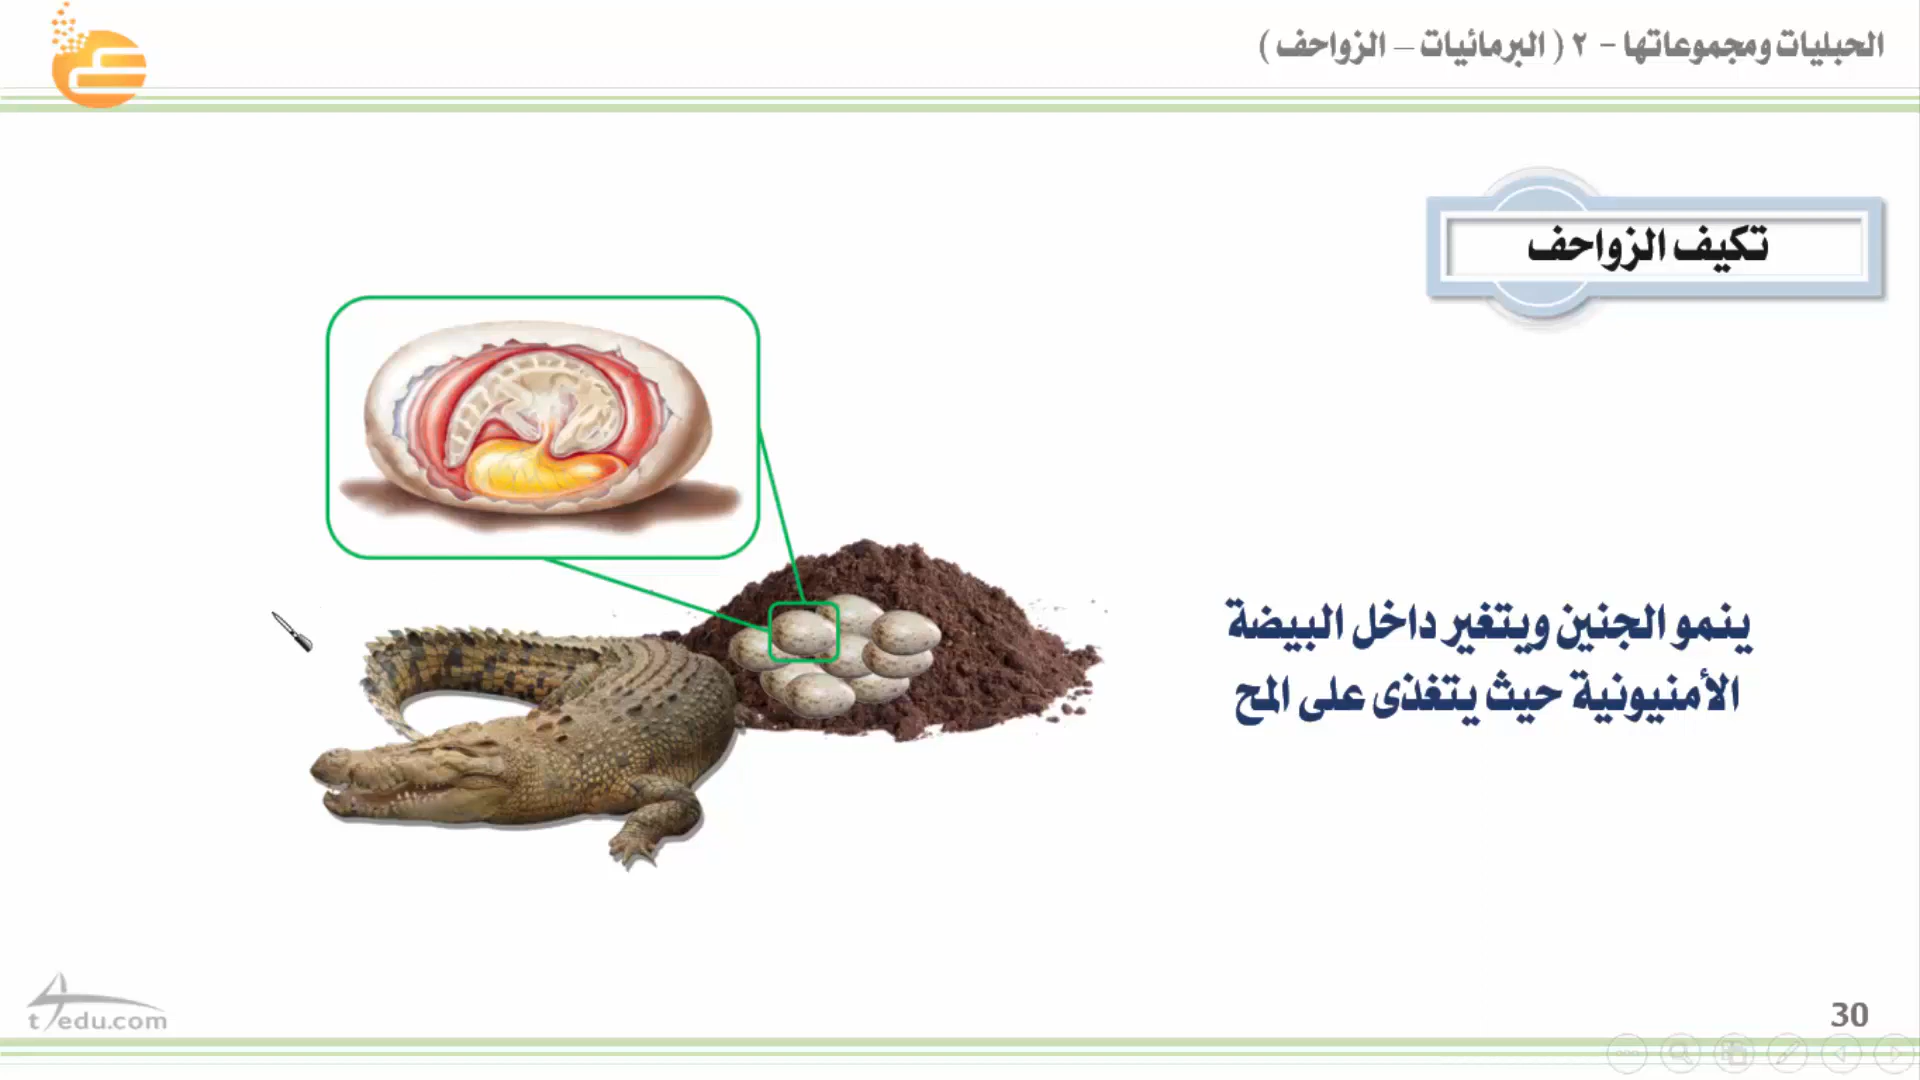 الحبليات ومجموعاتها - ٢ ( البرمائيات – الزواحف )
تكيف الزواحف
ينمو الجنين ويتغير داخل البيضة
الأمنيونية حيث يتغذى على المح
t4edu.com
30